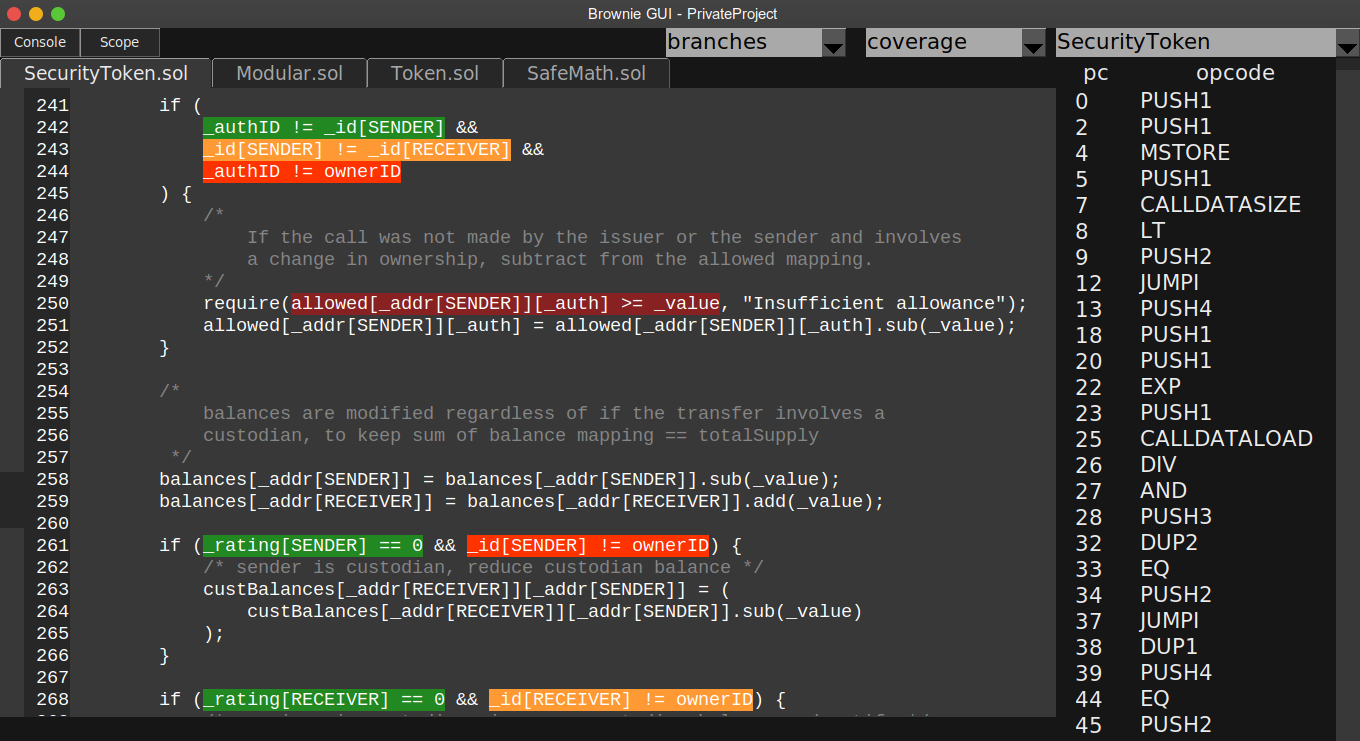 Brownie GUI - PrivateProject
Console Scope branches coverage SecurityToken
SecurityToken.sol Modular.sol Token.sol SafeMath.sol
241 if (
242 _authID != _id[SENDER] &&
243 _id[SENDER] != _id[RECEIVER] &&
244 _authID != ownerID
245 ) {
246 /*
247 If the call was not made by the issuer or the sender and involves
248 a change in ownership, subtract from the allowed mapping.
249 */
250 require(allowed[_addr[SENDER]][_auth] >= _value, "Insufficient allowance");
251 allowed[_addr[SENDER]][_auth] = allowed[_addr[SENDER]][_auth].sub(_value);
252 }
253
254 /*
255 balances are modified regardless of if the transfer involves a
256 custodian, to keep sum of balance mapping == totalSupply
257 */
258 balances[_addr[SENDER]] = balances[_addr[SENDER]].sub(_value);
259 balances[_addr[RECEIVER]] = balances[_addr[RECEIVER]].add(_value);
260
261 if (_rating[SENDER] == 0 && _id[SENDER] != ownerID) {
262 /* sender is custodian, reduce custodian balance */
263 custBalances[_addr[RECEIVER]][_addr[SENDER]] = (
264 custBalances[_addr[RECEIVER]][_addr[SENDER]].sub(_value)
265 );
266 }
267
268 if (_rating[RECEIVER] == 0 && _id[RECEIVER] != ownerID) {
pc opcode
0 PUSH1
2 PUSH1
4 MSTORE
5 PUSH1
7 CALLDATASIZE
8 LT
9 PUSH2
12 JUMPI
13 PUSH4
18 PUSH1
20 PUSH1
22 EXP
23 PUSH1
25 CALLDATALOAD
26 DIV
27 AND
28 PUSH3
32 DUP2
33 EQ
34 PUSH2
37 JUMPI
38 DUP1
39 PUSH4
44 EQ
45 PUSH2